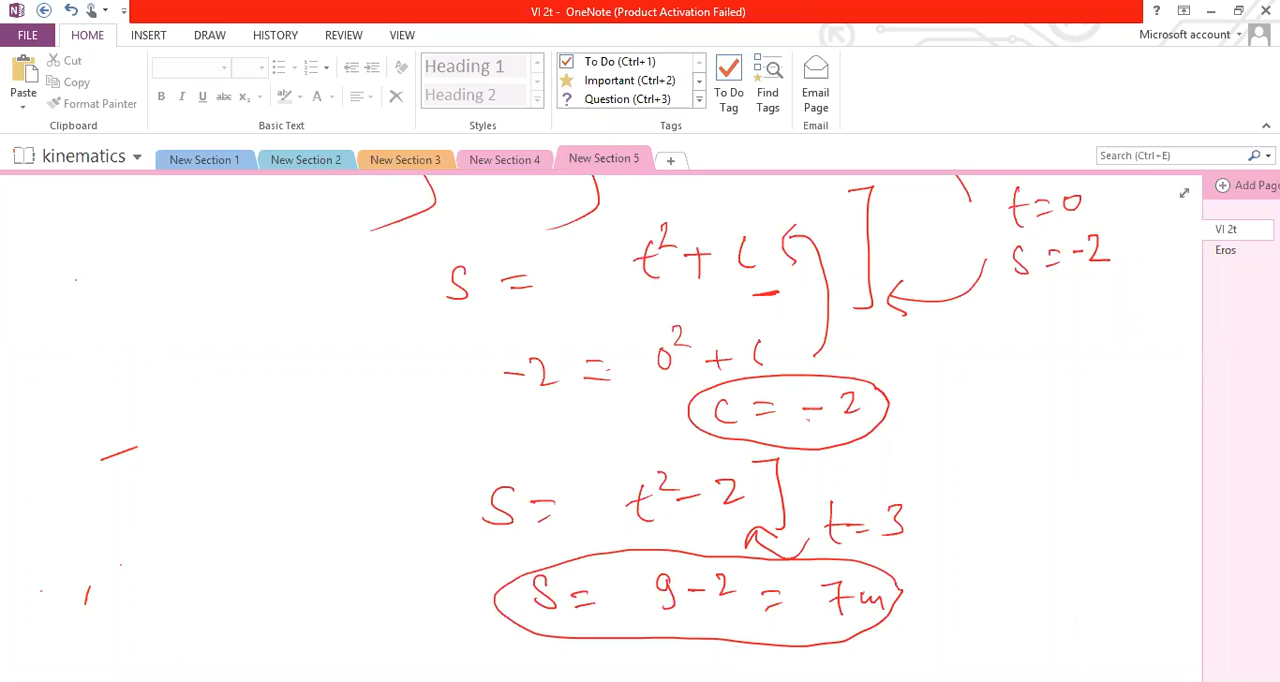 VI 2t - OneNote (Product Activation Failed)
FILE HOME INSERT DRAW HISTORY REVIEW VIEW Microsoft account
Paste
Cut
Copy
Format Painter
Clipboard
B I U abc X₂ ab A
Basic Text
Heading 1
Heading 2
Styles
To Do (Ctrl+1)
Important (Ctrl+2)
Question (Ctrl+3)
To Do Tag
Find Tags
Tags
Email Page
Email
kinematics New Section 1 New Section 2 New Section 3 New Section 4 New Section 5 + Search (Ctrl+E)
Add Page
VI 2t
Eros
t = 0
s = -2
s = t² + c
-2 = 0² + c
c = -2
S = t² - 2
t = 3
S = 9 - 2 = 7m